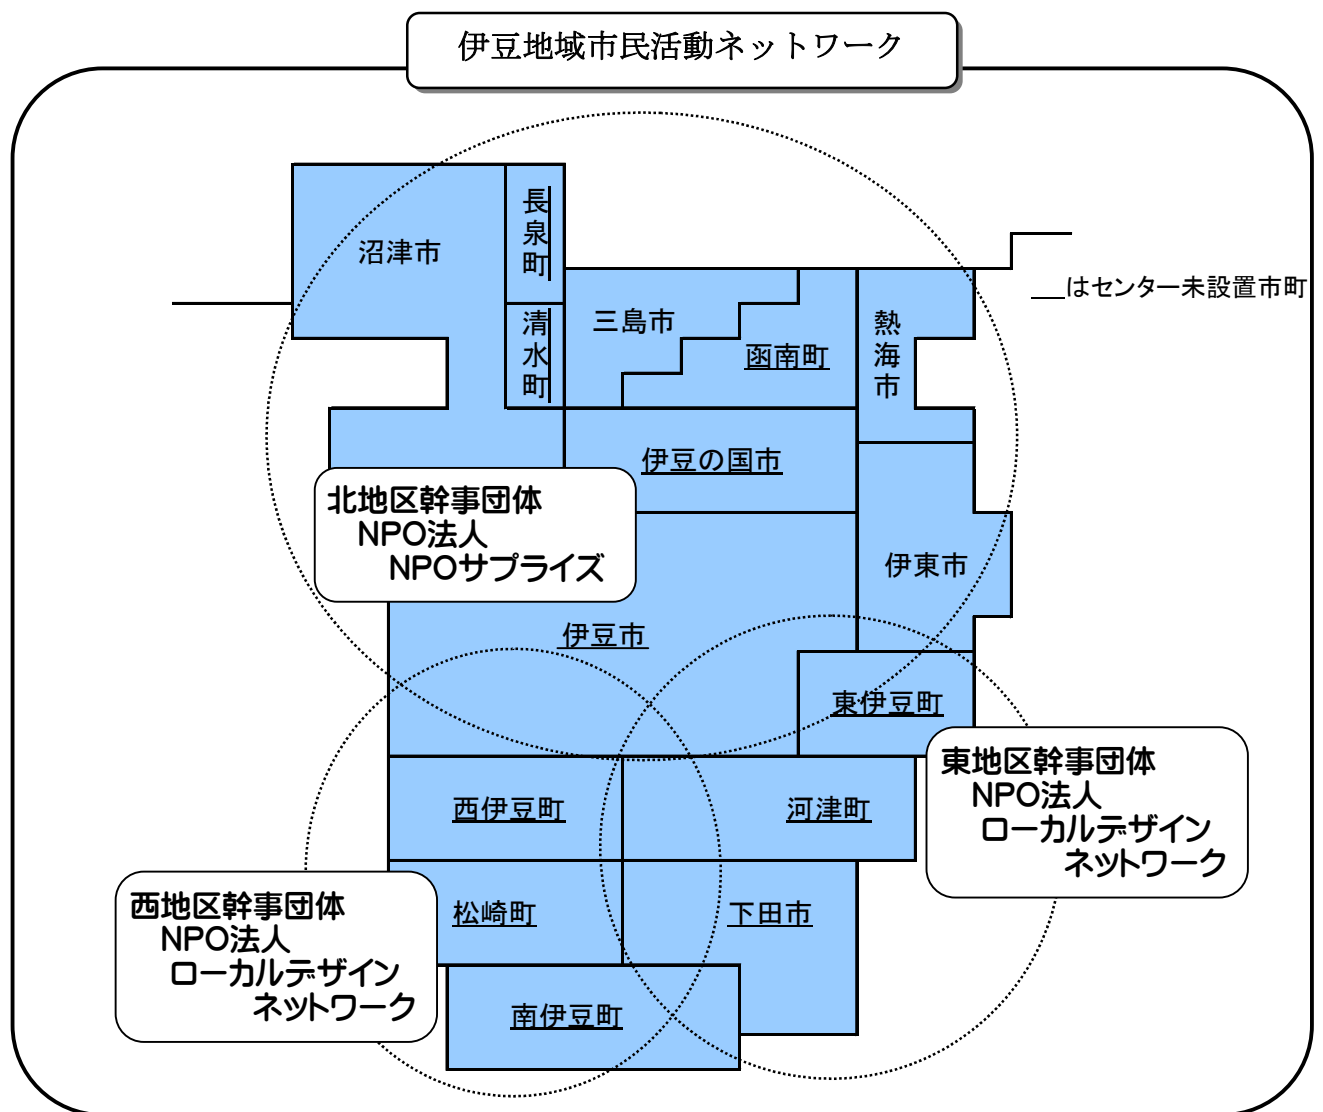 伊豆地域市民活動ネットワーク
長泉町
沼津市
＿はセンター未設置市町
清水町
三島市
熱海市
函南町
伊豆の国市
北地区幹事団体
NPO法人
NPOサプライズ
伊東市
伊豆市
東伊豆町
東地区幹事団体
NPO法人
ローカルデザイン
ネットワーク
西伊豆町
河津町
西地区幹事団体
NPO法人
ローカルデザイン
ネットワーク
松崎町
下田市
南伊豆町